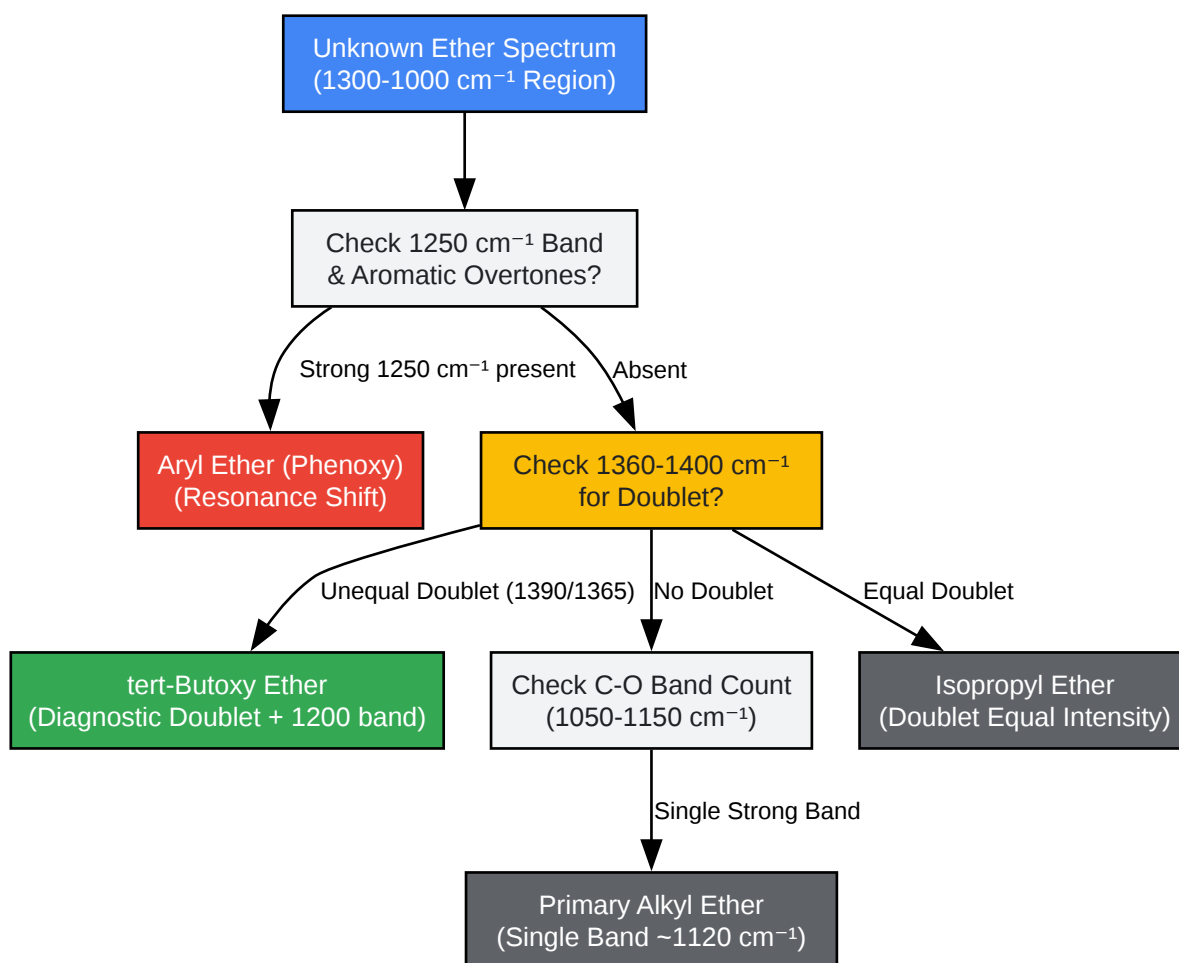 Unknown Ether Spectrum
(1300-1000 cm⁻¹ Region)
Check 1250 cm⁻¹ Band
& Aromatic Overtones?
Strong 1250 cm⁻¹ present
Absent
Aryl Ether (Phenoxy)
(Resonance Shift)
Check 1360-1400 cm⁻¹
for Doublet?
Unequal Doublet (1390/1365)
No Doublet
Equal Doublet
tert-Butoxy Ether
(Diagnostic Doublet + 1200 band)
Check C-O Band Count
(1050-1150 cm⁻¹)
Isopropyl Ether
(Doublet Equal Intensity)
Single Strong Band
Primary Alkyl Ether
(Single Band ~1120 cm⁻¹)